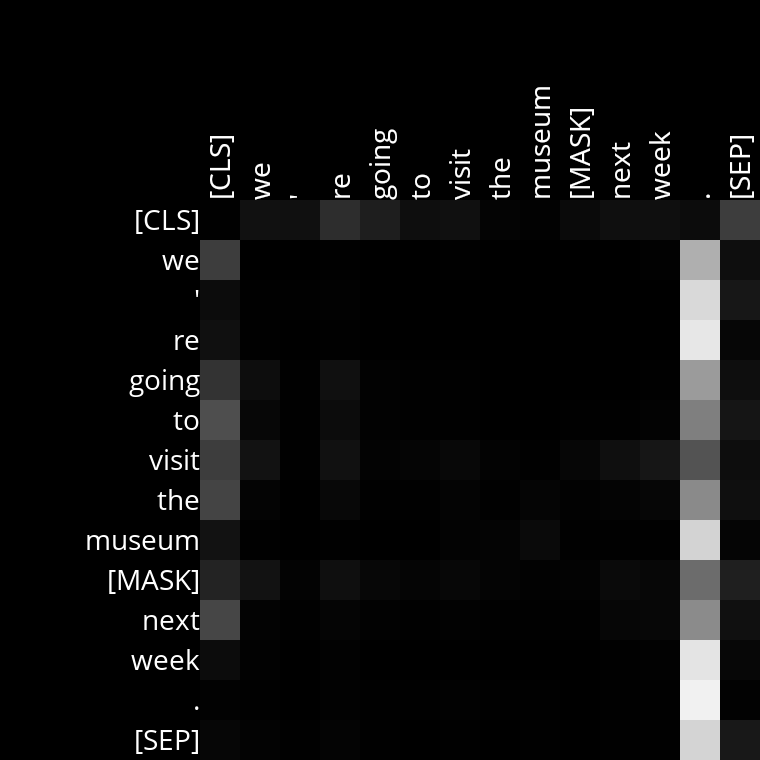 [CLS] we ' re going to visit the museum [MASK] next week . [SEP]
[CLS]
we
'
re
going
to
visit
the
museum
[MASK]
next
week
.
[SEP]